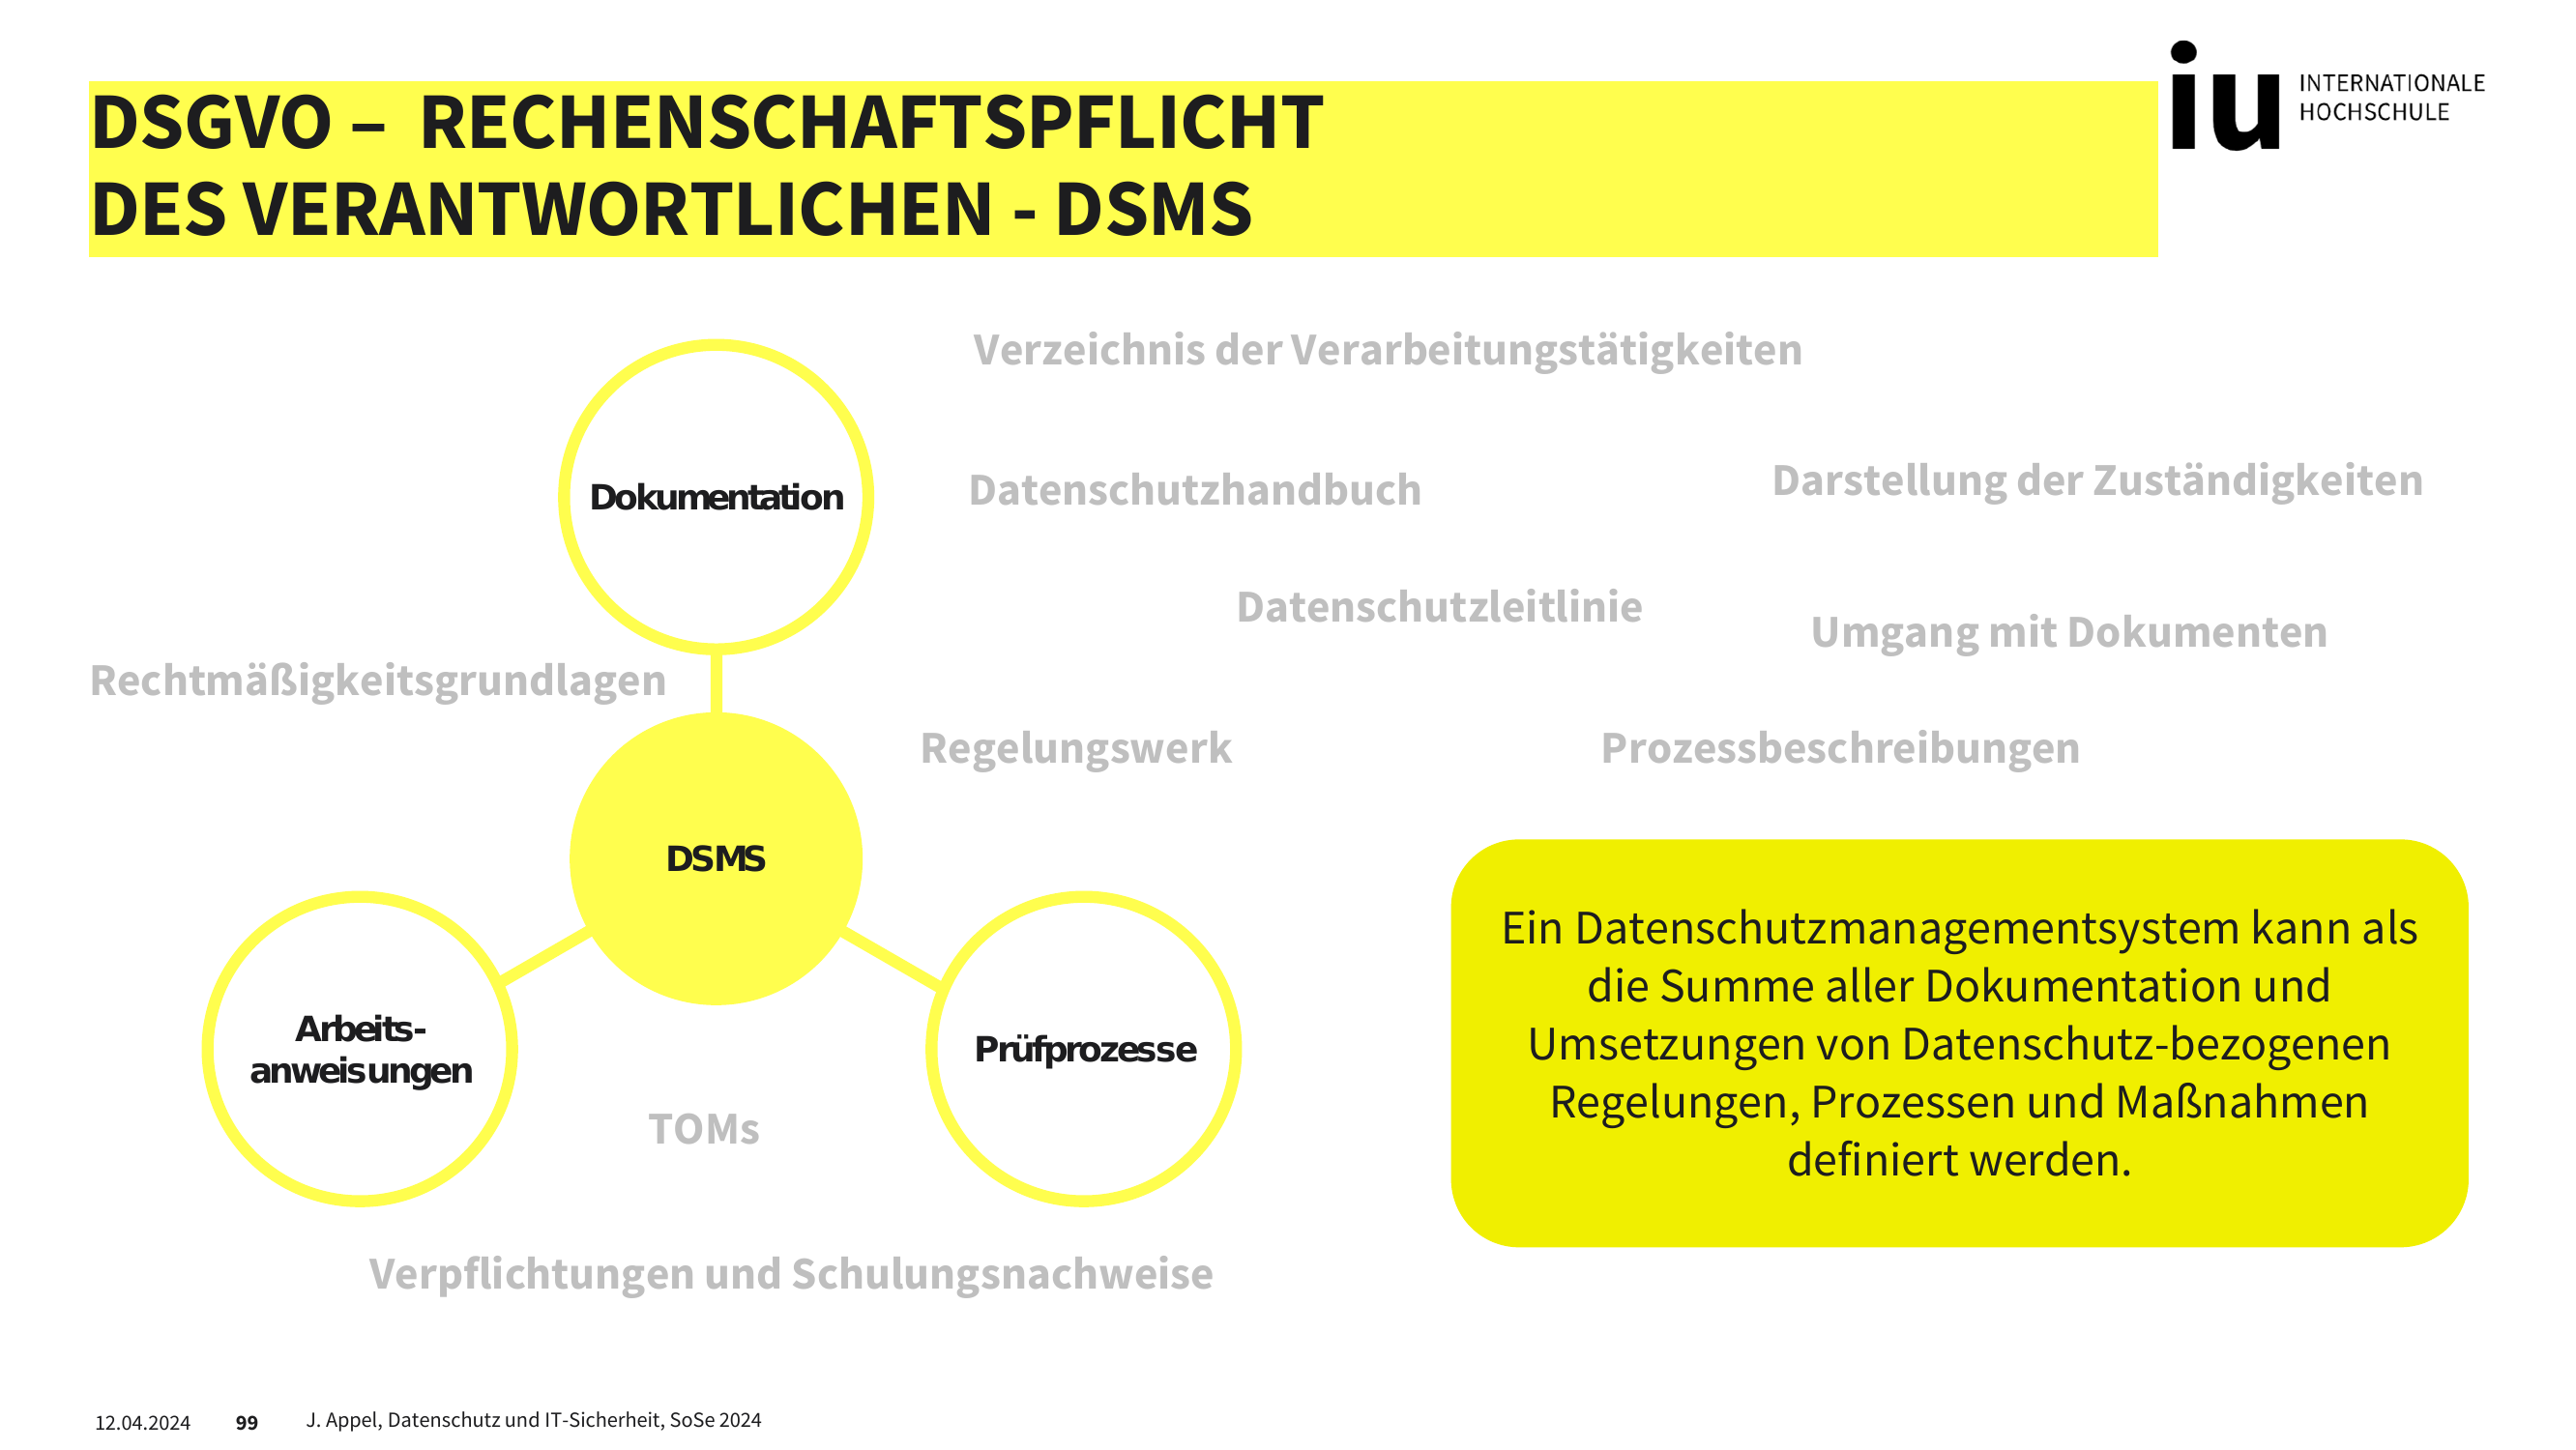 DSGVO – RECHENSCHAFTSPFLICHT
DES VERANTWORTLICHEN - DSMS
iu INTERNATIONALE
HOCHSCHULE
Verzeichnis der Verarbeitungstätigkeiten
Dokumentation
Datenschutzhandbuch
Darstellung der Zuständigkeiten
Datenschutzleitlinie
Umgang mit Dokumenten
Rechtmäßigkeitsgrundlagen
Regelungswerk
Prozessbeschreibungen
DSMS
Arbeits-
anweisungen
Prüfprozesse
TOMs
Ein Datenschutzmanagementsystem kann als
die Summe aller Dokumentation und
Umsetzungen von Datenschutz-bezogenen
Regelungen, Prozessen und Maßnahmen
definiert werden.
Verpflichtungen und Schulungsnachweise
12.04.2024 99 J. Appel, Datenschutz und IT-Sicherheit, SoSe 2024